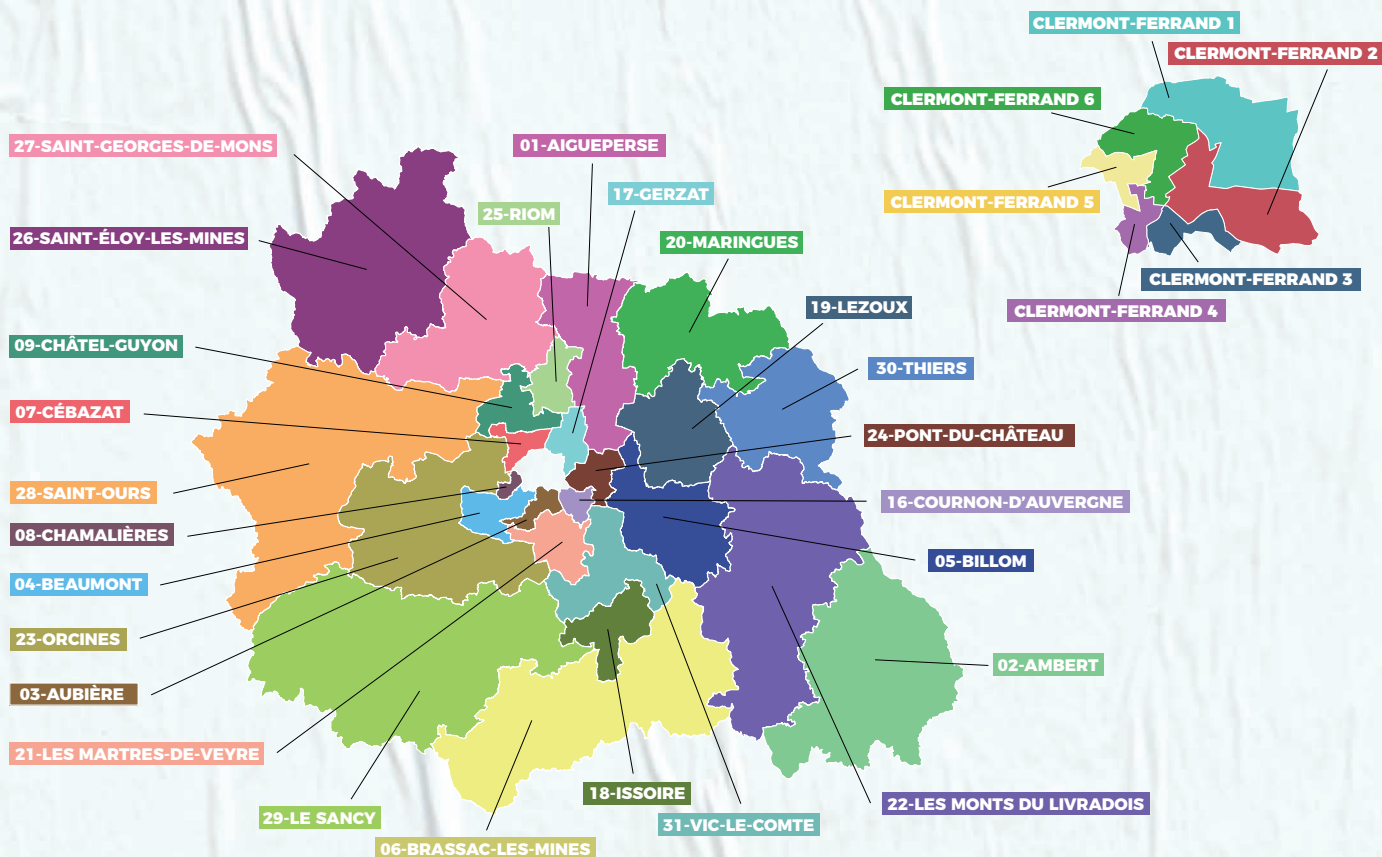 CLERMONT-FERRAND 1
CLERMONT-FERRAND 2
CLERMONT-FERRAND 6
27-SAINT-GEORGES-DE-MONS
01-AIGUEPERSE
17-GERZAT
CLERMONT-FERRAND 5
25-RIOM
26-SAINT-ÉLOY-LES-MINES
20-MARINGUES
CLERMONT-FERRAND 3
19-LEZOUX
CLERMONT-FERRAND 4
09-CHÂTEL-GUYON
30-THIERS
07-CÉBAZAT
24-PONT-DU-CHÂTEAU
28-SAINT-OURS
16-COURNON-D’AUVERGNE
08-CHAMALIÈRES
05-BILLOM
04-BEAUMONT
23-ORCINES
02-AMBERT
03-AUBIÈRE
21-LES MARTRES-DE-VEYRE
18-ISSOIRE
22-LES MONTS DU LIVRADOIS
29-LE SANCY
31-VIC-LE-COMTE
06-BRASSAC-LES-MINES